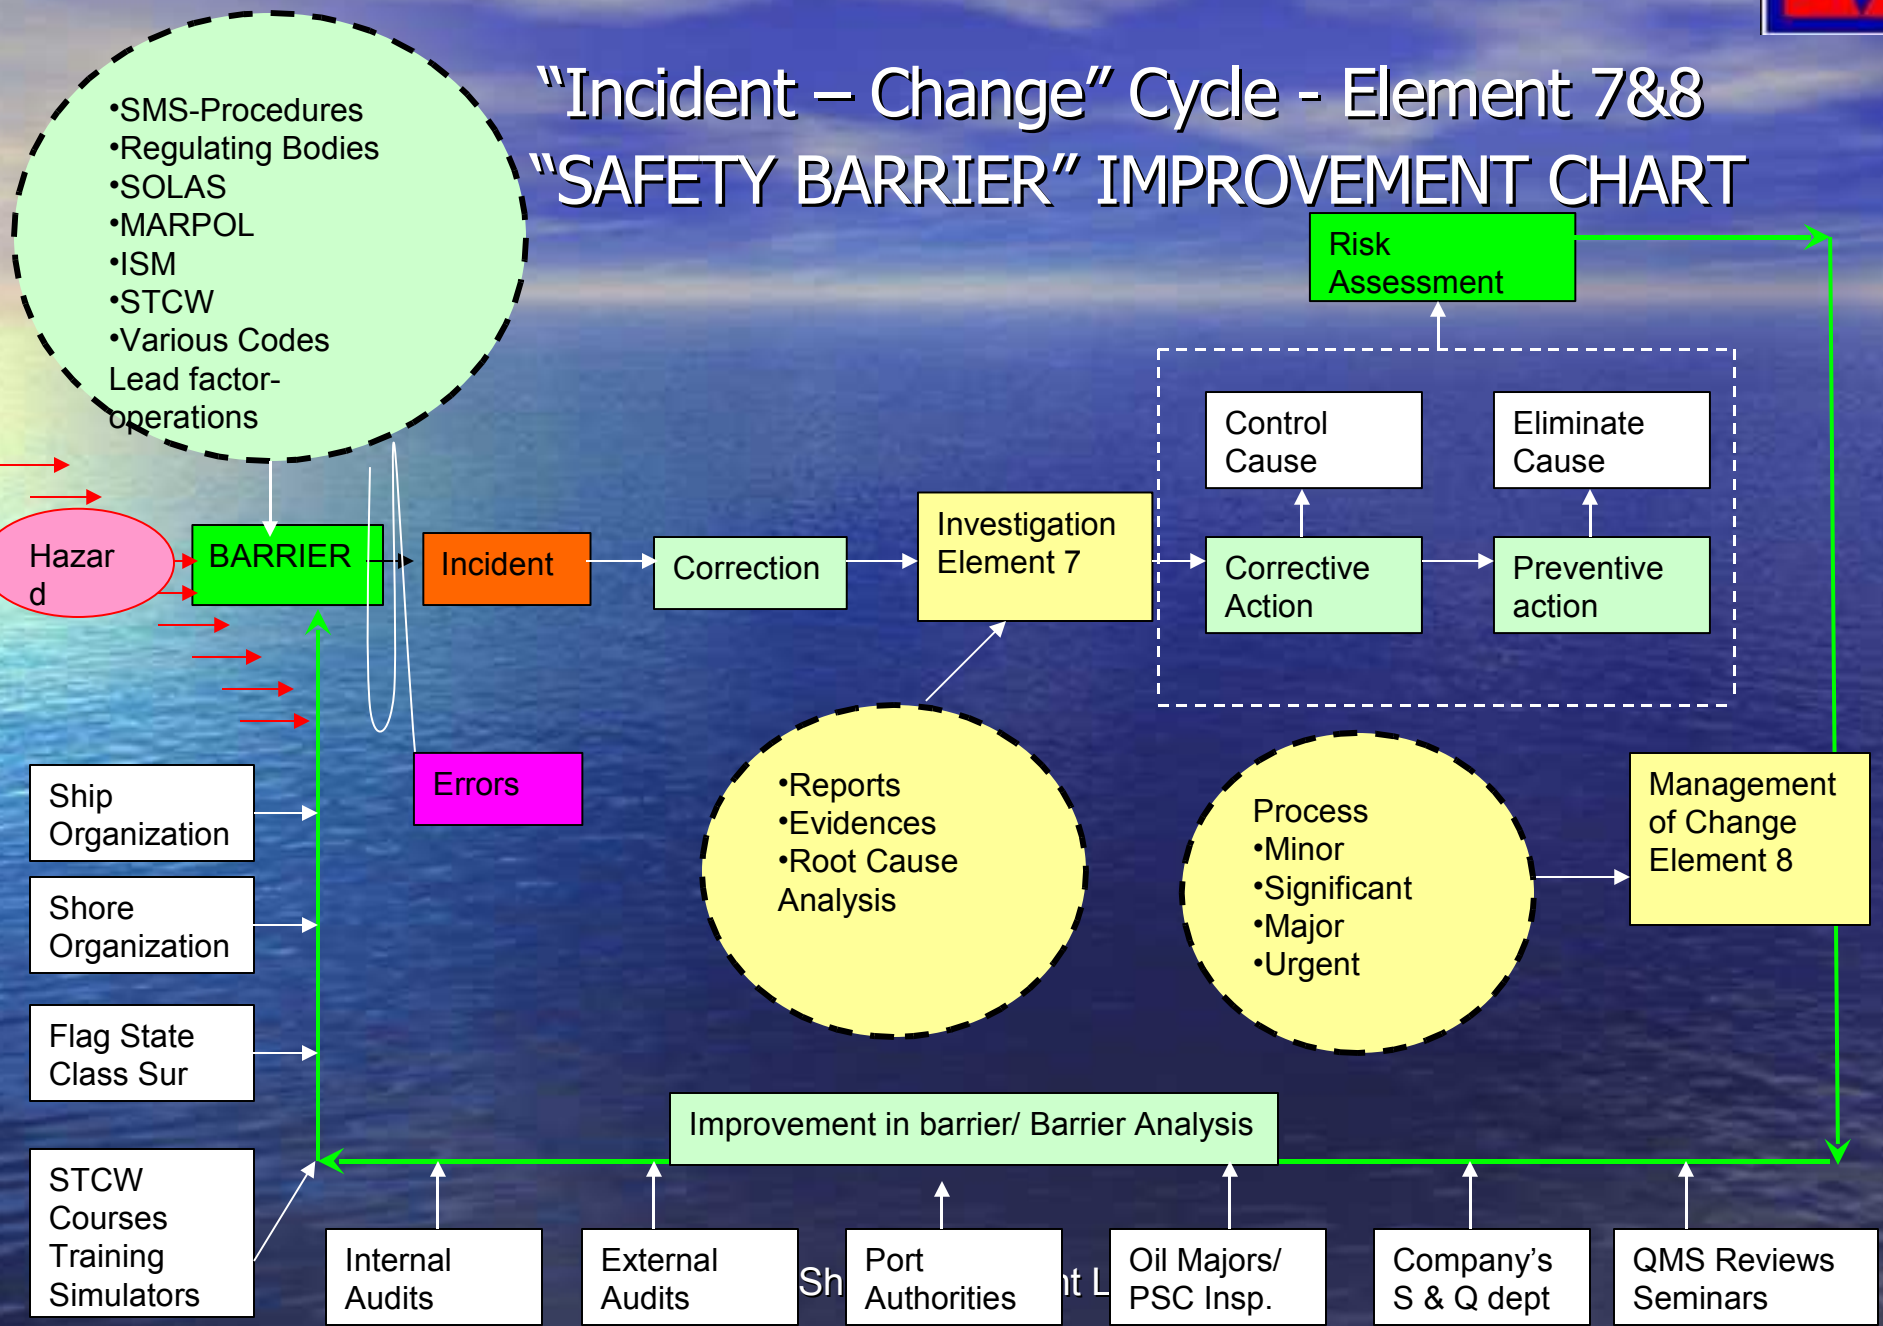 “Incident – Change” Cycle - Element 7&8
“SAFETY BARRIER” IMPROVEMENT CHART
•SMS-Procedures
•Regulating Bodies
•SOLAS
•MARPOL
•ISM
•STCW
•Various Codes
Lead factor-
operations
Risk
Assessment
Control
Cause
Eliminate
Cause
Hazar
d
BARRIER
Incident
Correction
Investigation
Element 7
Corrective
Action
Preventive
action
Errors
•Reports
•Evidences
•Root Cause
Analysis
Process
•Minor
•Significant
•Major
•Urgent
Management
of Change
Element 8
Ship
Organization
Shore
Organization
Flag State
Class Sur
STCW
Courses
Training
Simulators
Improvement in barrier/ Barrier Analysis
Internal
Audits
External
Audits
Port
Authorities
Oil Majors/
PSC Insp.
Company’s
S & Q dept
QMS Reviews
Seminars